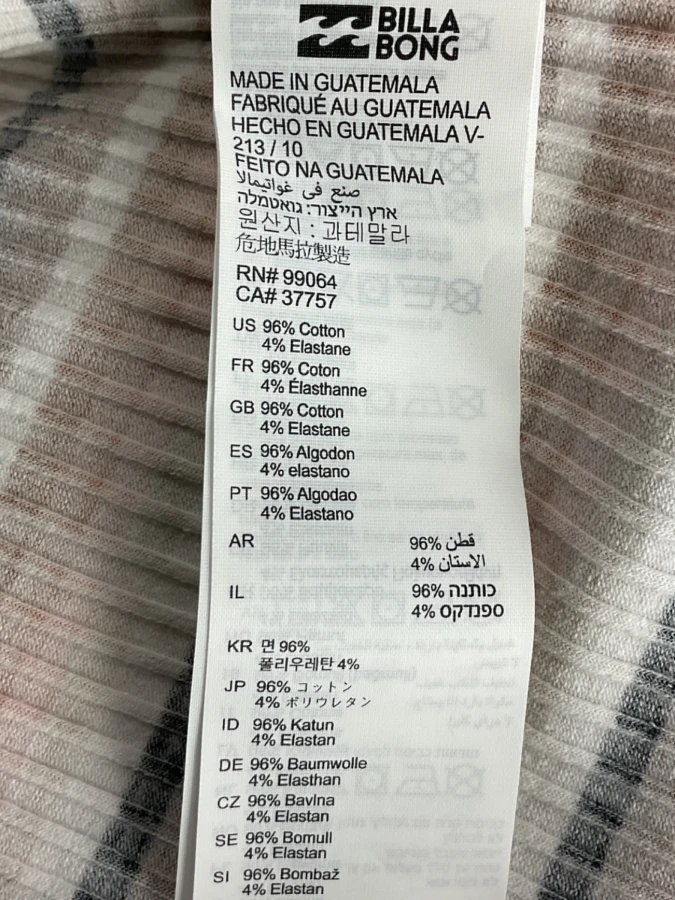 BILLA
BONG
MADE IN GUATEMALA
FABRIQUÉ AU GUATEMALA
HECHO EN GUATEMALA V-
213 / 10
FEITO NA GUATEMALA
صنع في غواتيمالا
ארץ הייצור: גואטמלה
원산지 : 과테말라
危地馬拉製造
RN# 99064
CA# 37757
US 96% Cotton
4% Elastane
FR 96% Coton
4% Élasthanne
GB 96% Cotton
4% Elastane
ES 96% Algodon
4% elastano
PT 96% Algodao
4% Elastano
AR 96% قطن
4% الاستان
IL 96% כותנה
4% ספנדקס
KR 면 96%
폴리우레탄 4%
JP 96% コットン
4% ポリウレタン
ID 96% Katun
4% Elastan
DE 96% Baumwolle
4% Elasthan
CZ 96% Bavlna
4% Elastan
SE 96% Bomull
4% Elastan
SI 96% Bombaž
4% Elastan